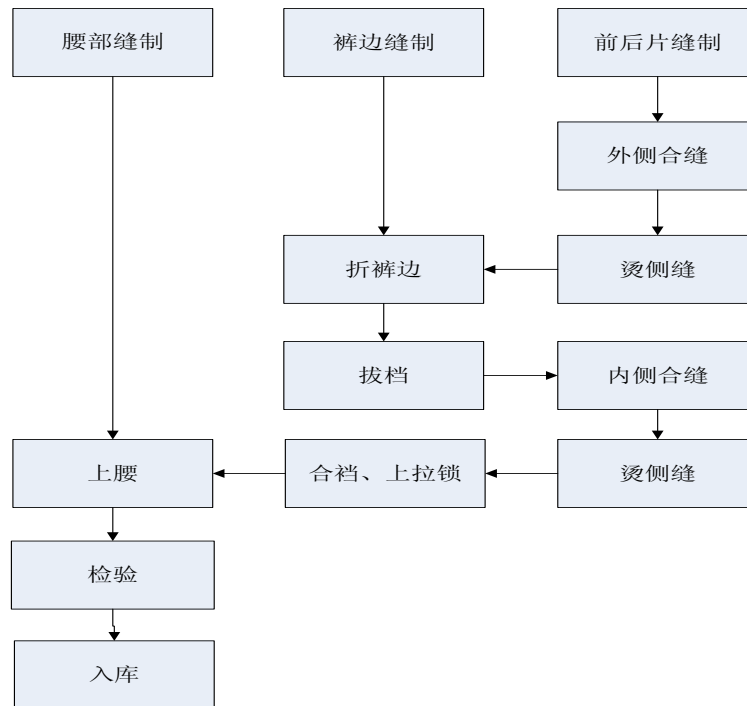 腰部缝制
裤边缝制
前后片缝制
外侧合缝
折裤边
烫侧缝
拔档
内侧合缝
上腰
合裆、上拉锁
烫侧缝
检验
入库